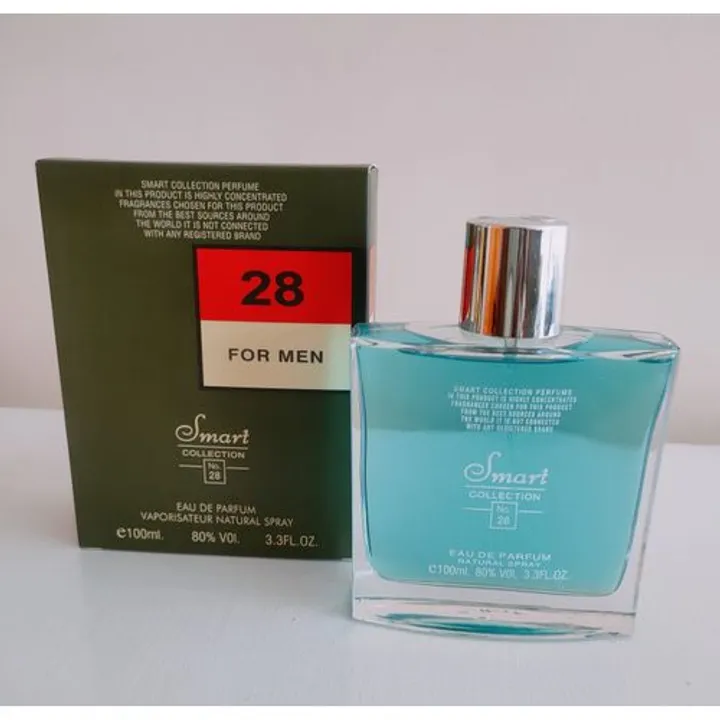 SMART COLLECTION PERFUME
IN THIS PRODUCT IS HIGHLY CONCENTRATED
FRAGRANCES CHOSEN FOR THIS PRODUCT
FROM THE BEST SOURCES AROUND
THE WORLD IT IS NOT CONNECTED
WITH ANY REGISTERED BRAND
28
FOR MEN
Smart
COLLECTION
No.
28
EAU DE PARFUM
VAPORISATEUR NATURAL SPRAY
e100ml. 80% VOl. 3.3FL.OZ.
SMART COLLECTION PERFUME
IN THIS PRODUCT IS HIGHLY CONCENTRATED
FRAGRANCES CHOSEN FOR THIS PRODUCT
FROM THE BEST SOURCES AROUND
THE WORLD IT IS NOT CONNECTED
WITH ANY REGISTERED BRAND
Smart
COLLECTION
No.
28
EAU DE PARFUM
NATURAL SPRAY
e100ml. 80% VOl. 3.3FL.OZ.